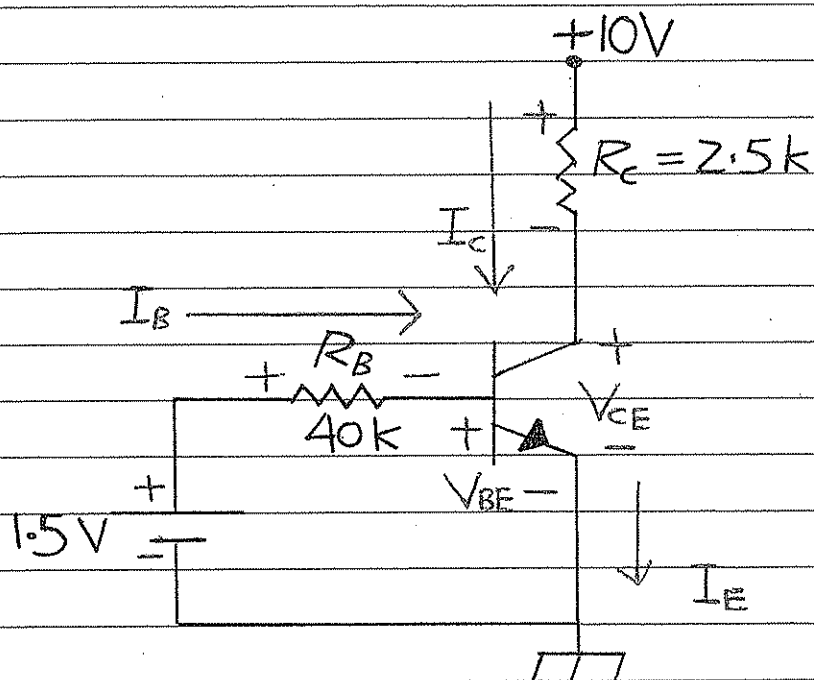 +10V
+
R_C = 2.5k
I_C
-
I_B
R_B
+ - +
40k + V_CE
-
V_BE -
+
1.5V
-
I_E